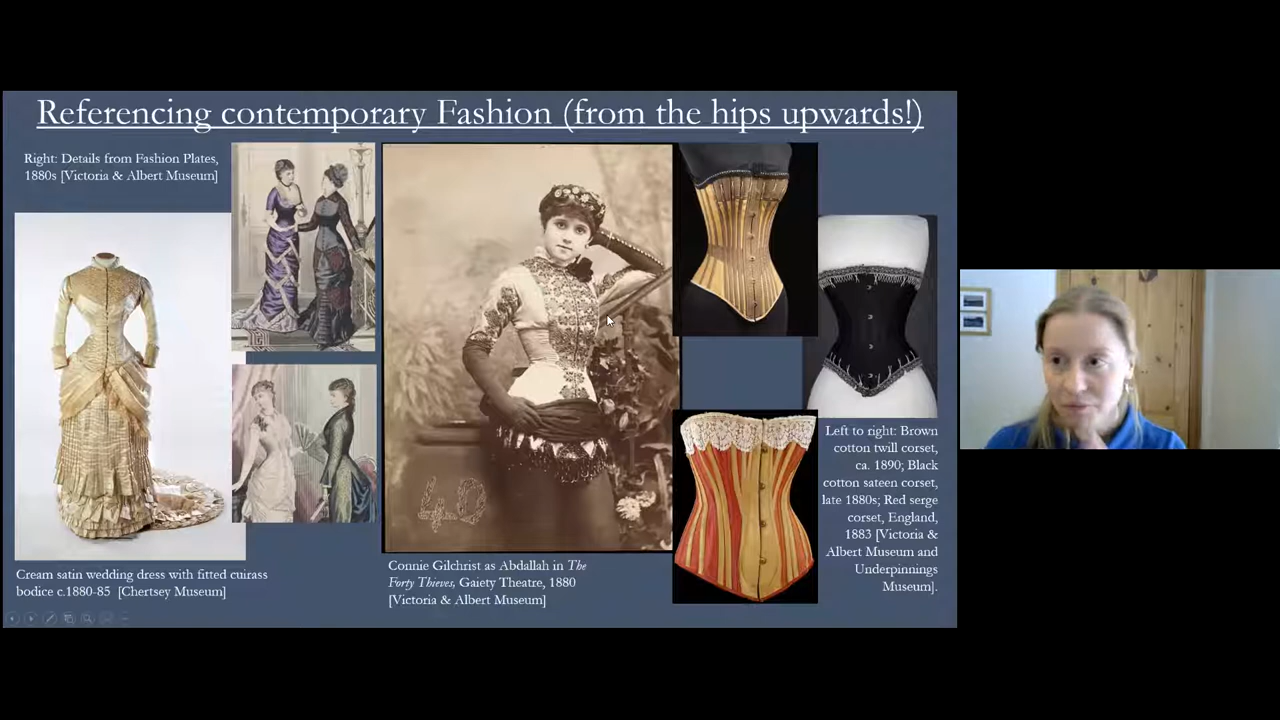 Referencing contemporary Fashion (from the hips upwards!)
Right: Details from Fashion Plates,
1880s [Victoria & Albert Museum]
Cream satin wedding dress with fitted cuirass
bodice c.1880-85 [Chertsey Museum]
40
Connie Gilchrist as Abdallah in The
Forty Thieves, Gaiety Theatre, 1880
[Victoria & Albert Museum]
Left to right: Brown
cotton twill corset,
ca. 1890; Black
cotton sateen corset,
late 1880s; Red serge
corset, England,
1883 [Victoria &
Albert Museum and
Underpinnings
Museum].